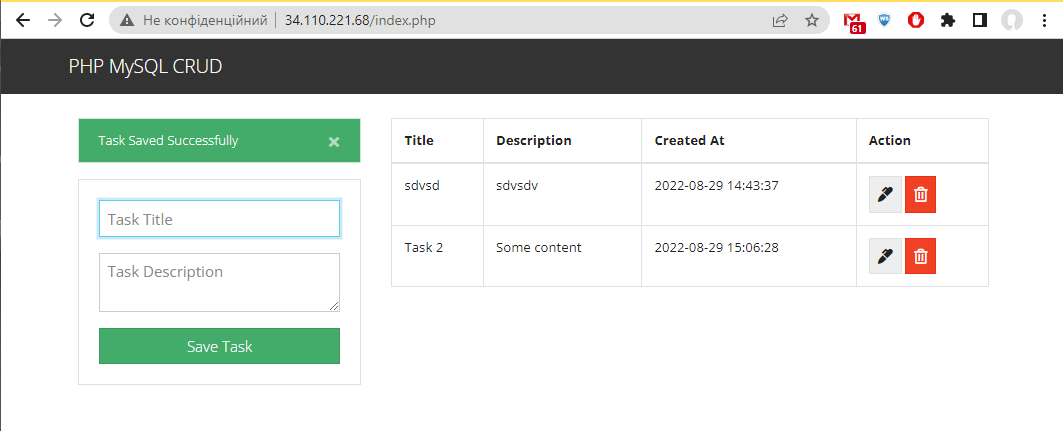 Не конфіденційний 34.110.221.68/index.php
61
PHP MySQL CRUD
Task Saved Successfully ×
Task Title
Task Description
Save Task
Title Description Created At Action
sdvsd sdvsdv 2022-08-29 14:43:37
Task 2 Some content 2022-08-29 15:06:28